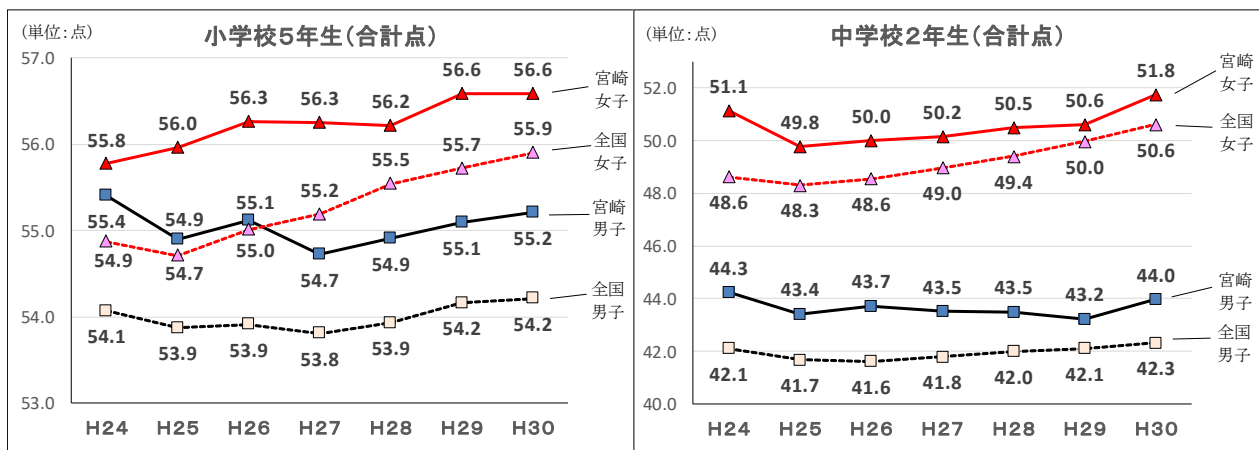 (単位：点)
小学校５年生(合計点)
57.0
56.0
55.0
54.0
53.0
55.8
56.0
56.3
56.3
56.2
56.6
56.6
55.4
54.9
55.1
54.7
54.9
55.1
55.2
54.9
54.7
55.0
55.2
55.5
55.7
55.9
54.1
53.9
53.9
53.8
53.9
54.2
54.2
宮崎
女子
全国
女子
宮崎
男子
全国
男子
Ｈ24
Ｈ25
Ｈ26
Ｈ27
Ｈ28
Ｈ29
Ｈ30
(単位：点)
中学校２年生(合計点)
52.0
50.0
48.0
46.0
44.0
42.0
40.0
51.1
49.8
50.0
50.2
50.5
50.6
51.8
48.6
48.3
48.6
49.0
49.4
50.0
50.6
44.3
43.4
43.7
43.5
43.5
43.2
44.0
42.1
41.7
41.6
41.8
42.0
42.1
42.3
宮崎
女子
全国
女子
宮崎
男子
全国
男子
Ｈ24
Ｈ25
Ｈ26
Ｈ27
Ｈ28
Ｈ29
Ｈ30